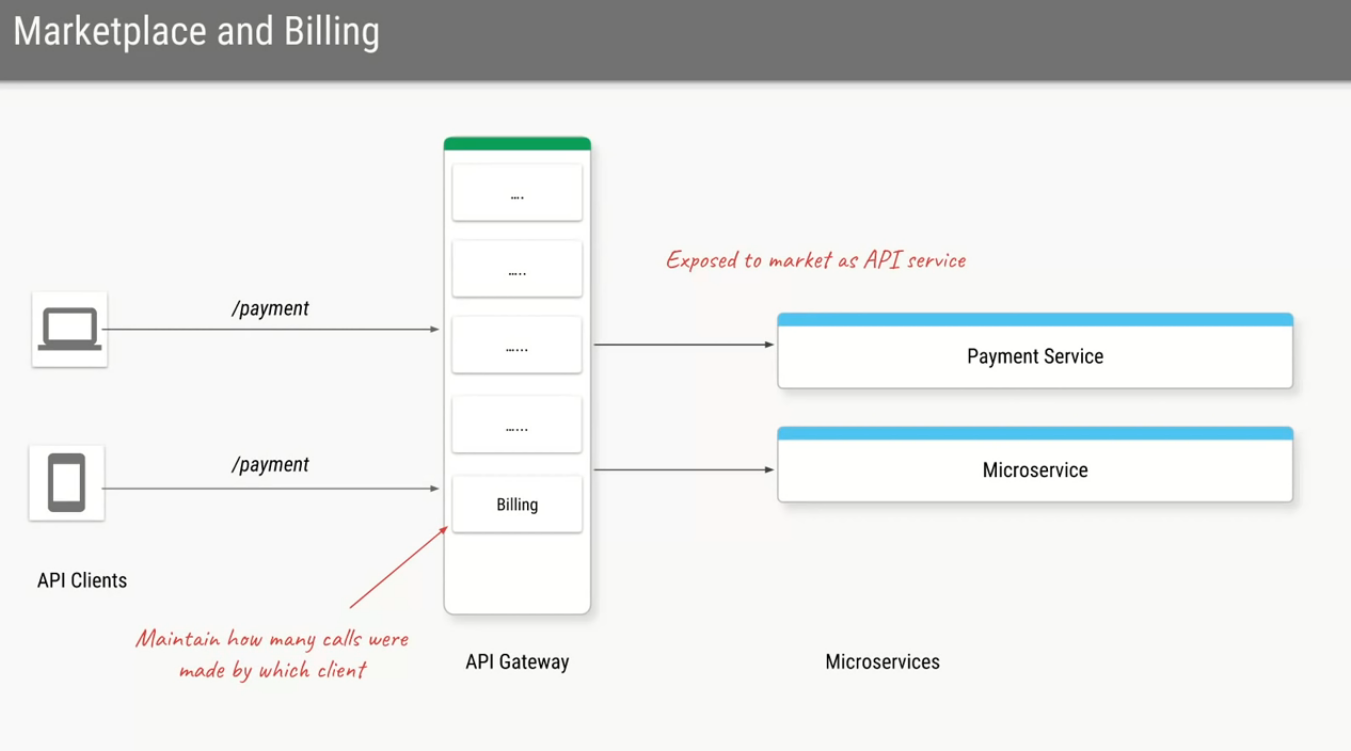 Marketplace and Billing
….
…..
Exposed to market as API service
/payment
…...
Payment Service
…...
/payment
Microservice
Billing
API Clients
Maintain how many calls were
made by which client
API Gateway
Microservices